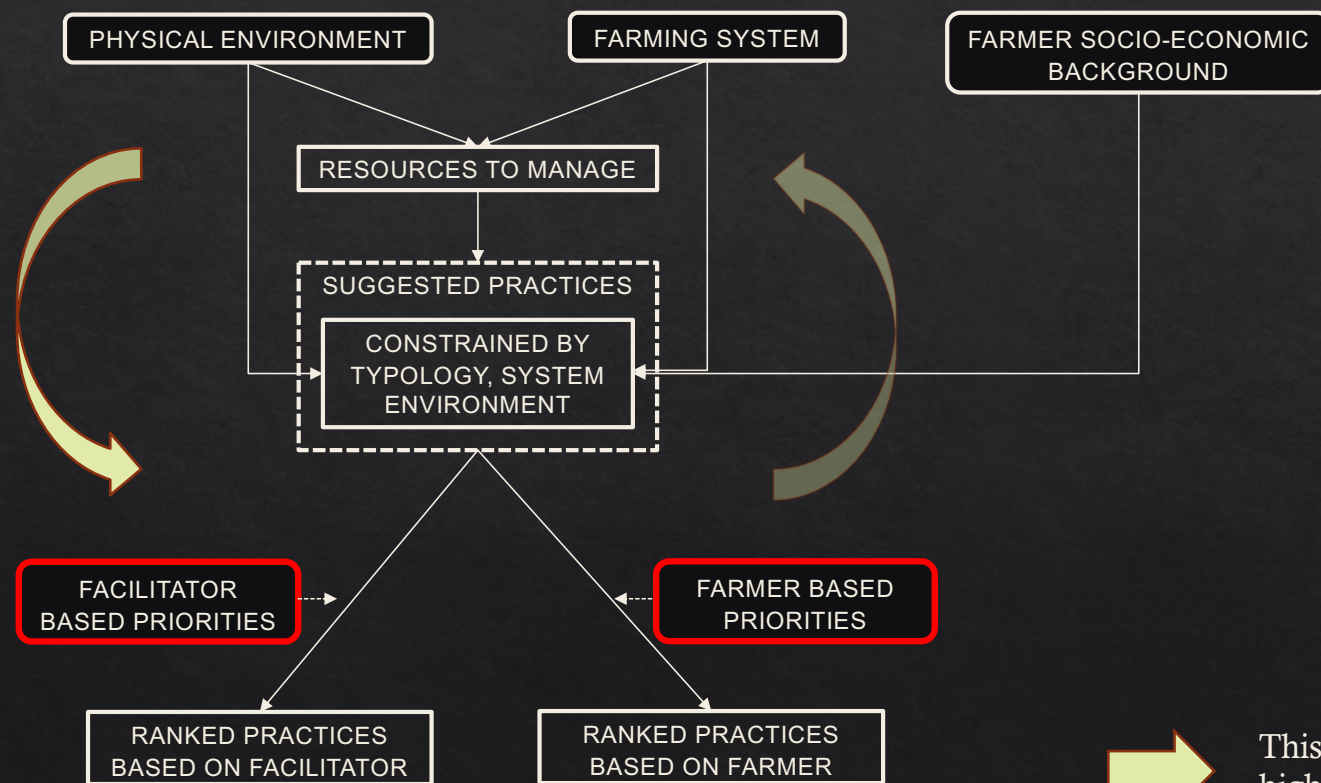 PHYSICAL ENVIRONMENT
FARMING SYSTEM
FARMER SOCIO-ECONOMIC
BACKGROUND
RESOURCES TO MANAGE
SUGGESTED PRACTICES
CONSTRAINED BY
TYPOLOGY, SYSTEM
ENVIRONMENT
FACILITATOR
BASED PRIORITIES
FARMER BASED
PRIORITIES
RANKED PRACTICES
BASED ON FACILITATOR
RANKED PRACTICES
BASED ON FARMER
This